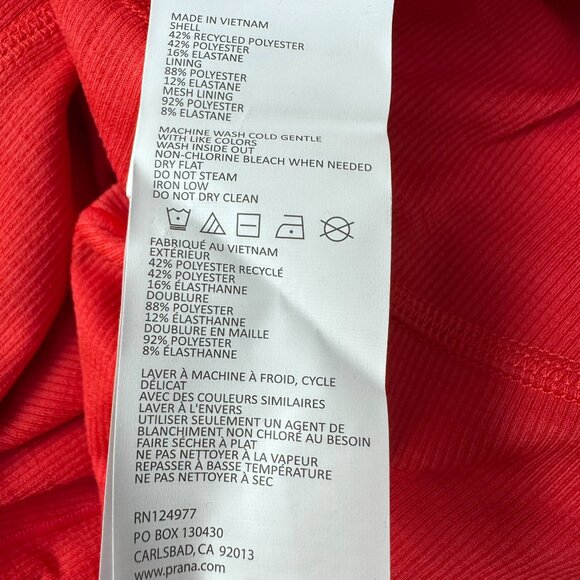 MADE IN VIETNAM
SHELL
42% RECYCLED POLYESTER
42% POLYESTER
16% ELASTANE
LINING
88% POLYESTER
12% ELASTANE
MESH LINING
92% POLYESTER
8% ELASTANE
MACHINE WASH COLD GENTLE
WITH LIKE COLORS
WASH INSIDE OUT
NON-CHLORINE BLEACH WHEN NEEDED
DRY FLAT
DO NOT STEAM
IRON LOW
DO NOT DRY CLEAN
FABRIQUÉ AU VIETNAM
EXTÉRIEUR
42% POLYESTER RECYCLÉ
42% POLYESTER
16% ÉLASTHANNE
DOUBLURE
88% POLYESTER
12% ÉLASTHANNE
DOUBLURE EN MAILLE
92% POLYESTER
8% ÉLASTHANNE
LAVER À MACHINE À FROID, CYCLE
DÉLICAT
AVEC DES COULEURS SIMILAIRES
LAVER À L'ENVERS
UTILISER SEULEMENT UN AGENT DE
BLANCHIMENT NON CHLORÉ AU BESOIN
FAIRE SÉCHER À PLAT
NE PAS NETTOYER À LA VAPEUR
REPASSER À BASSE TEMPÉRATURE
NE PAS NETTOYER À SEC
RN124977
PO BOX 130430
CARLSBAD, CA 92013
www.prana.com